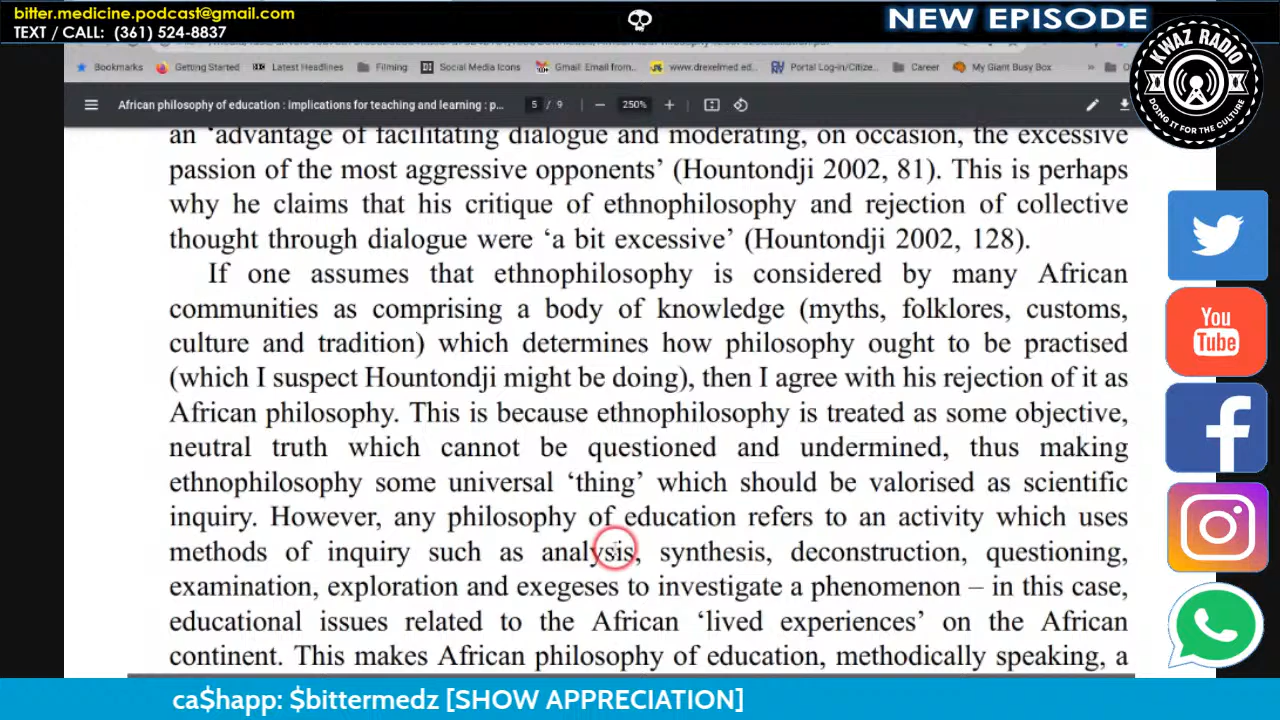 bitter.medicine.podcast@gmail.com
TEXT / CALL: (361) 524-8837
NEW EPISODE
KWAZ RADIO
DOING IT FOR THE CULTURE
Bookmarks Getting Started Latest Headlines Filming Social Media Icons Gmail: Email from... www.drexelmed.ed... Portal Log-in/Citize... Career My Giant Busy Box »
African philosophy of education : implications for teaching and learning : p... 5 / 9 − 250% +
an ‘advantage of facilitating dialogue and moderating, on occasion, the excessive
passion of the most aggressive opponents’ (Hountondji 2002, 81). This is perhaps
why he claims that his critique of ethnophilosophy and rejection of collective
thought through dialogue were ‘a bit excessive’ (Hountondji 2002, 128).
If one assumes that ethnophilosophy is considered by many African
communities as comprising a body of knowledge (myths, folklores, customs,
culture and tradition) which determines how philosophy ought to be practised
(which I suspect Hountondji might be doing), then I agree with his rejection of it as
African philosophy. This is because ethnophilosophy is treated as some objective,
neutral truth which cannot be questioned and undermined, thus making
ethnophilosophy some universal ‘thing’ which should be valorised as scientific
inquiry. However, any philosophy of education refers to an activity which uses
methods of inquiry such as analysis, synthesis, deconstruction, questioning,
examination, exploration and exegeses to investigate a phenomenon – in this case,
educational issues related to the African ‘lived experiences’ on the African
continent. This makes African philosophy of education, methodically speaking, a
You
Tube
ca$happ: $bittermedz [SHOW APPRECIATION]